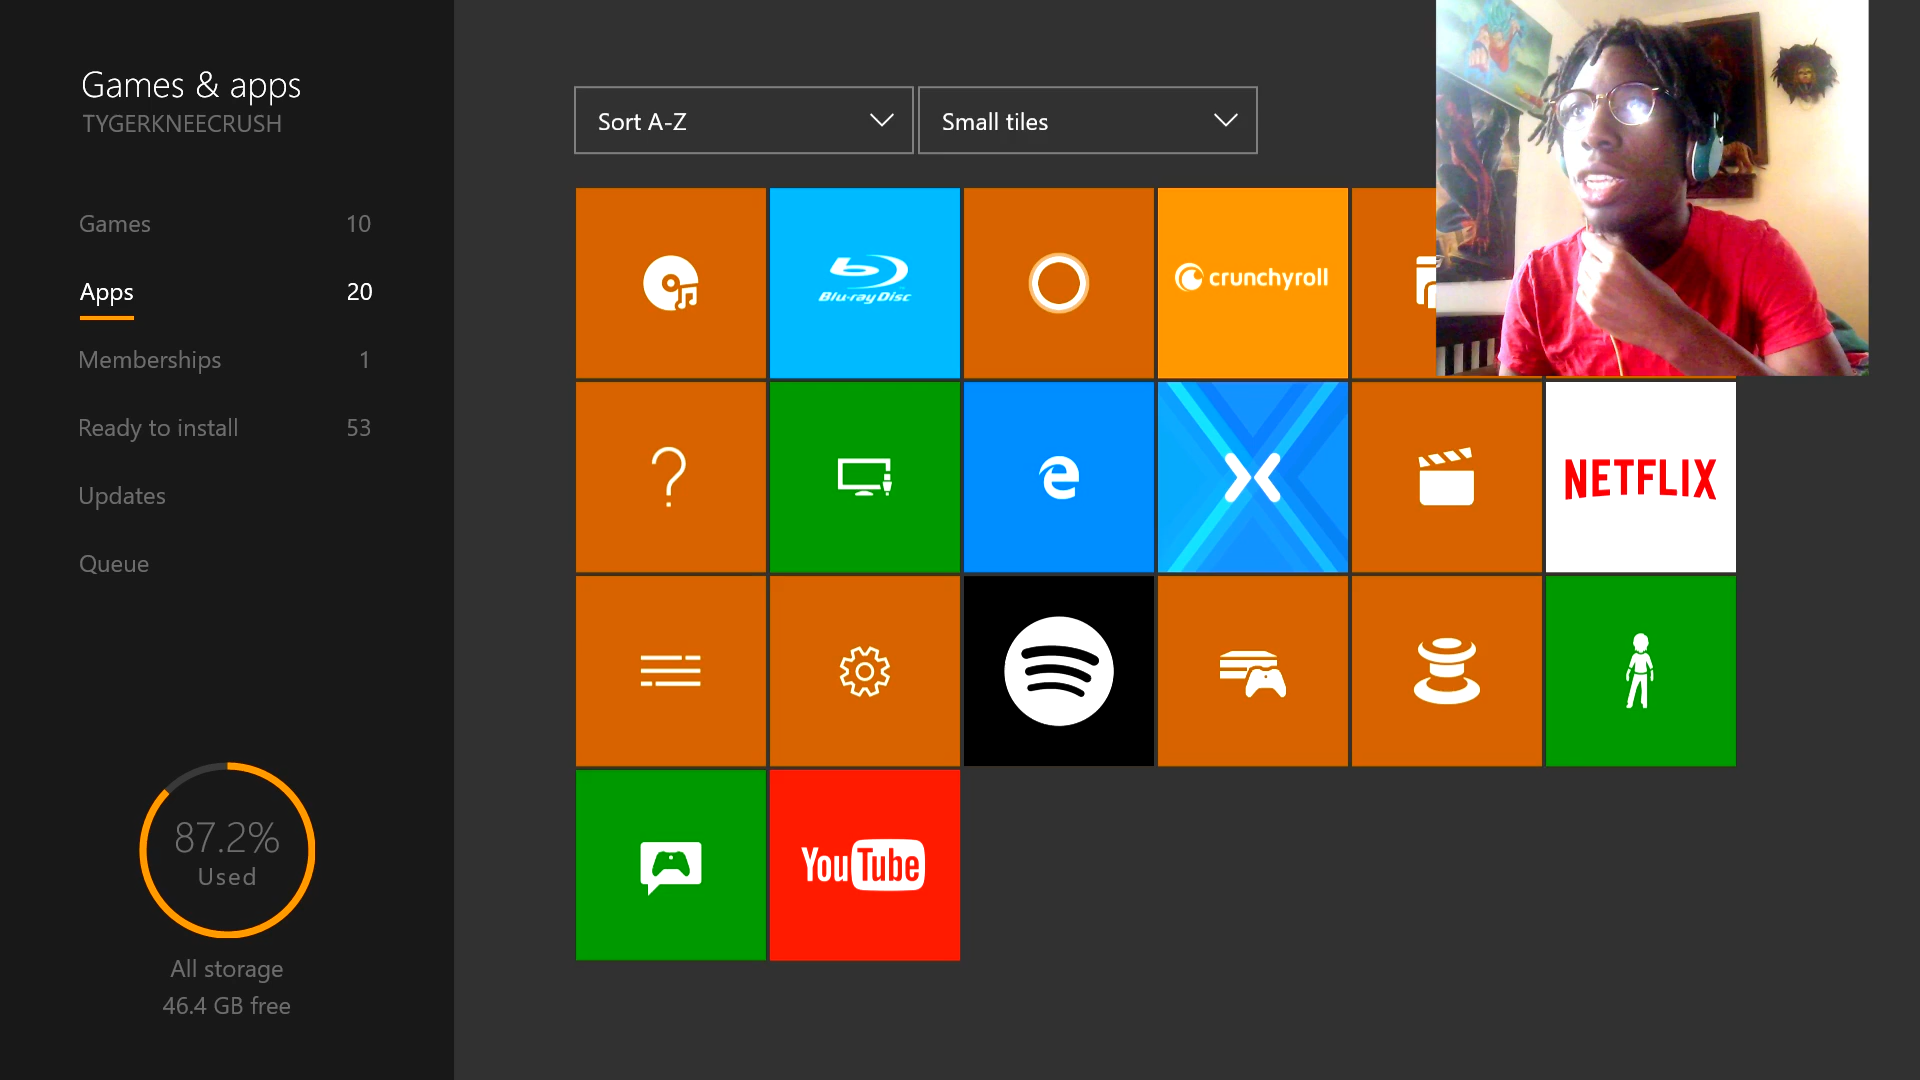 Games & apps
TYGERKNEECRUSH
Games 10
Apps 20
Memberships 1
Ready to install 53
Updates
Queue
87.2%
Used
All storage
46.4 GB free
Sort A-Z
Small tiles
Blu-ray Disc
crunchyroll
NETFLIX
YouTube